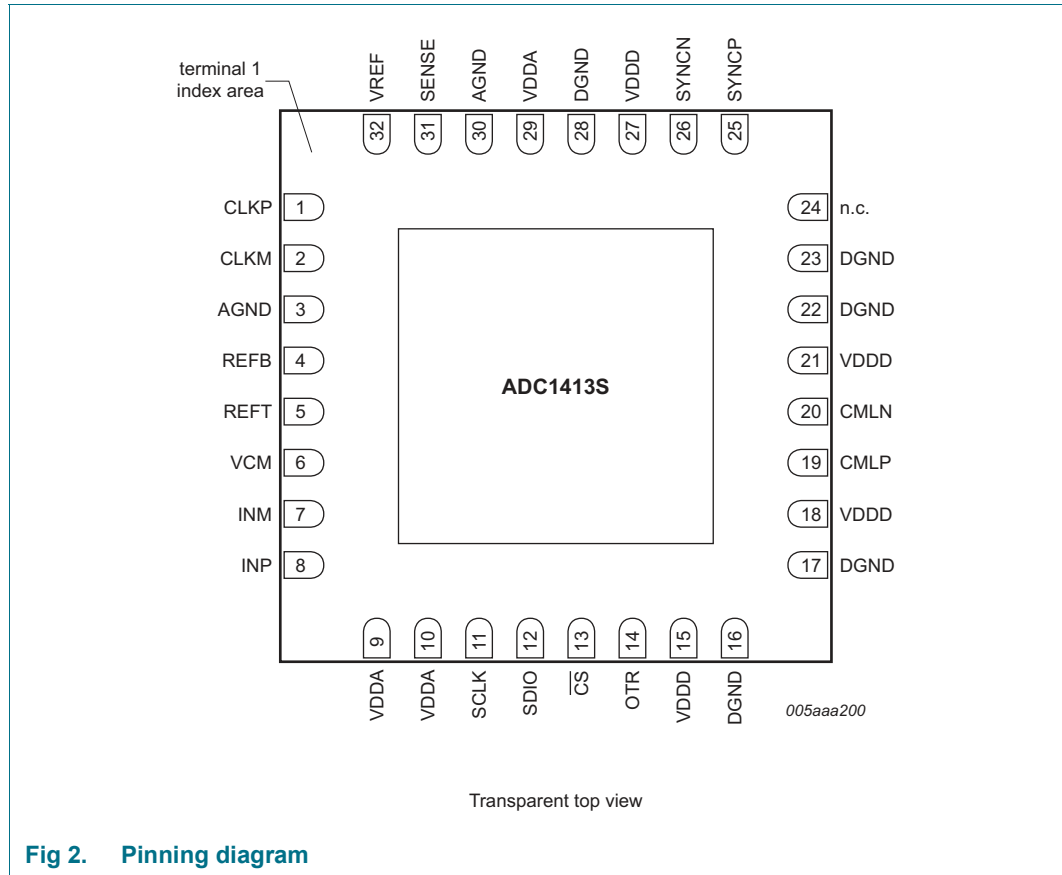 terminal 1
index area
VREF
SENSE
AGND
VDDA
DGND
VDDD
SYNCN
SYNCP
32
31
30
29
28
27
26
25
CLKP 1
CLKM 2
AGND 3
REFB 4
REFT 5
VCM 6
INM 7
INP 8
ADC1413S
24 n.c.
23 DGND
22 DGND
21 VDDD
20 CMLN
19 CMLP
18 VDDD
17 DGND
9
10
11
12
13
14
15
16
VDDA
VDDA
SCLK
SDIO
C̅S̅
OTR
VDDD
DGND
005aaa200
Transparent top view
Fig 2. Pinning diagram